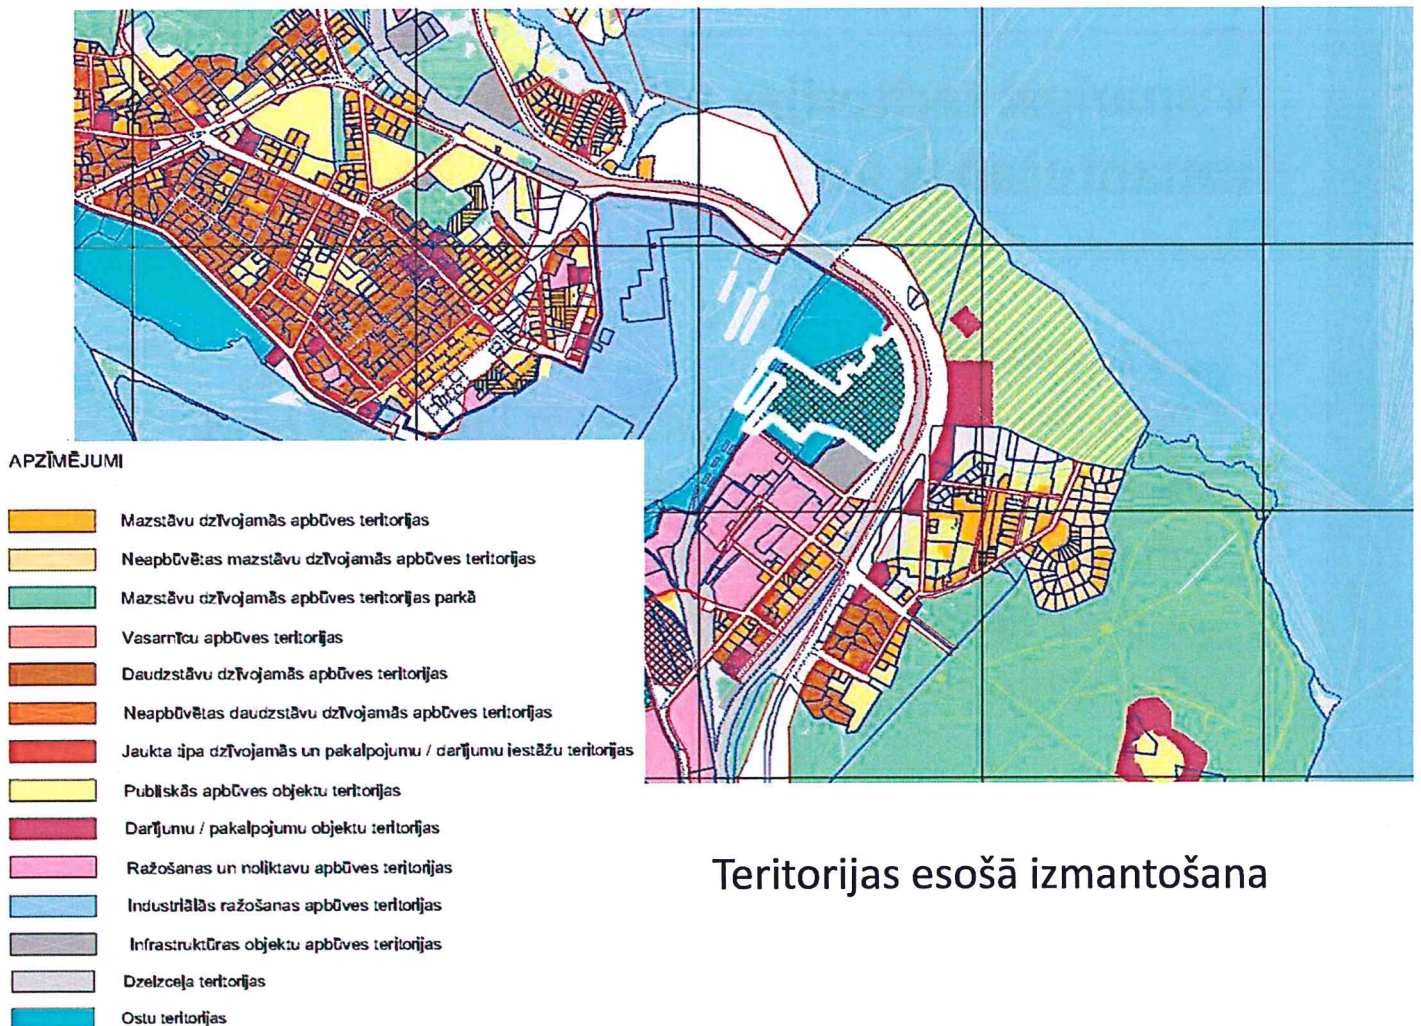 APZĪMĒJUMI
Mazstāvu dzīvojamās apbūves teritorijas
Neapbūvētas mazstāvu dzīvojamās apbūves teritorijas
Mazstāvu dzīvojamās apbūves teritorijas parkā
Vasarnīcu apbūves teritorijas
Daudzstāvu dzīvojamās apbūves teritorijas
Neapbūvētas daudzstāvu dzīvojamās apbūves teritorijas
Jaukta tipa dzīvojamās un pakalpojumu / darījumu iestāžu teritorijas
Publiskās apbūves objektu teritorijas
Darījumu / pakalpojumu objektu teritorijas
Ražošanas un noliktavu apbūves teritorijas
Industriālās ražošanas apbūves teritorijas
Infrastruktūras objektu apbūves teritorijas
Dzelzceļa teritorijas
Ostu teritorijas
Teritorijas esošā izmantošana